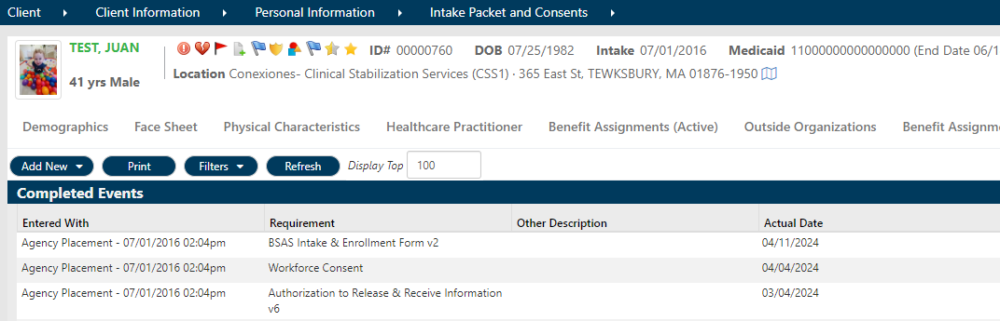 Client Client Information Personal Information Intake Packet and Consents
TEST, JUAN ID# 00000760 DOB 07/25/1982 Intake 07/01/2016 Medicaid 11000000000000000 (End Date 06/1
41 yrs Male Location Conexiones- Clinical Stabilization Services (CSS1) · 365 East St, TEWKSBURY, MA 01876-1950
Demographics Face Sheet Physical Characteristics Healthcare Practitioner Benefit Assignments (Active) Outside Organizations Benefit Assignm
Add New Print Filters Refresh Display Top 100
Completed Events
Entered With Requirement Other Description Actual Date
Agency Placement - 07/01/2016 02:04pm BSAS Intake & Enrollment Form v2 04/11/2024
Agency Placement - 07/01/2016 02:04pm Workforce Consent 04/04/2024
Agency Placement - 07/01/2016 02:04pm Authorization to Release & Receive Information 03/04/2024
v6